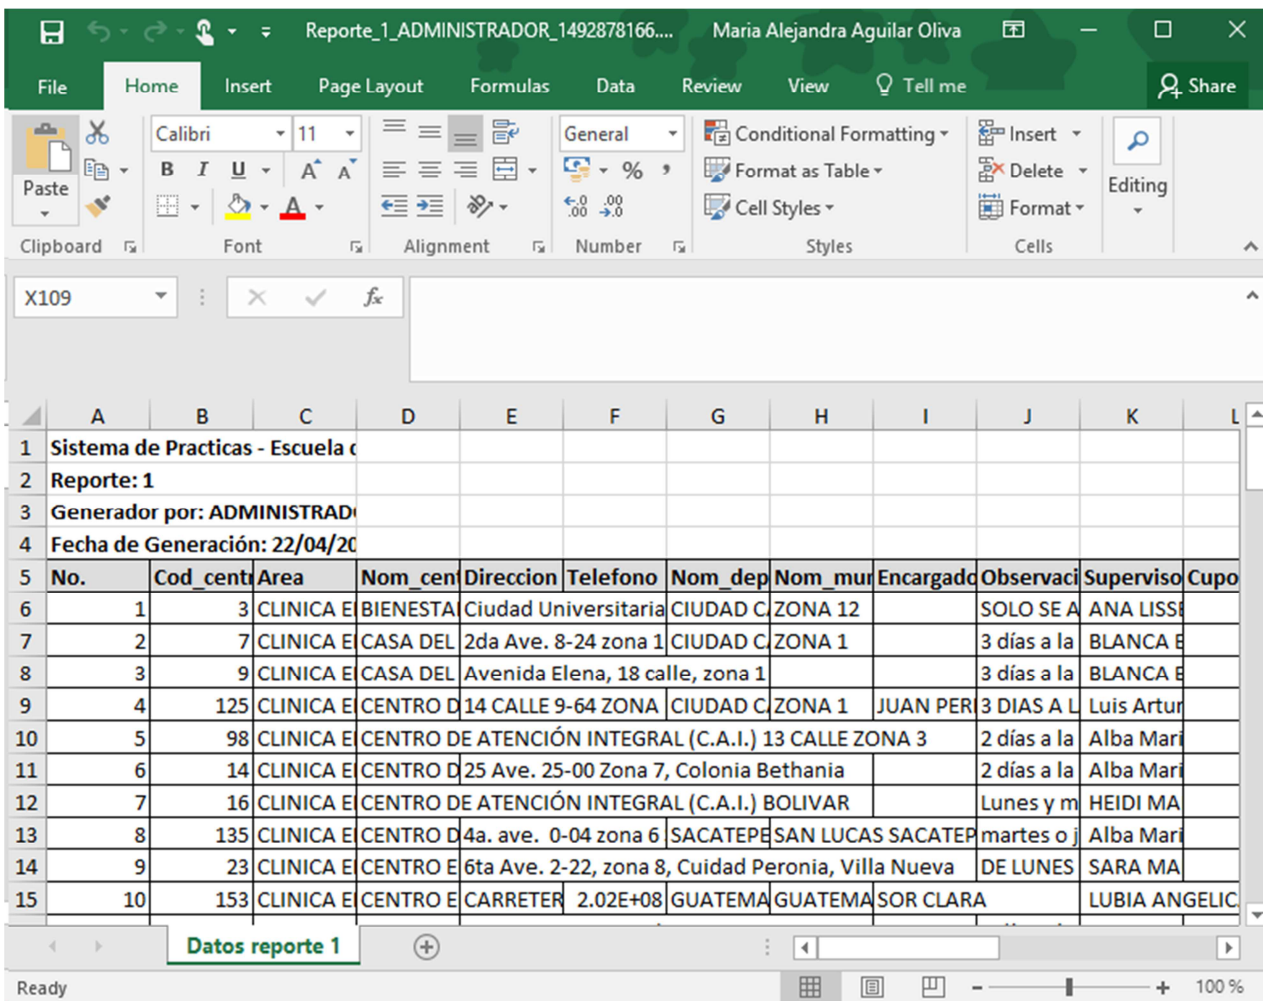 Reporte_1_ADMINISTRADOR_1492878166.... Maria Alejandra Aguilar Oliva
File Home Insert Page Layout Formulas Data Review View Tell me Share
Calibri 11 General Conditional Formatting Insert
Paste B I U A A % , Format as Table Delete Editing
A .00 .00 Cell Styles Format
Clipboard Font Alignment Number Styles Cells
X109 fx
A B C D E F G H I J K L
1 Sistema de Practicas - Escuela d
2 Reporte: 1
3 Generador por: ADMINISTRAD
4 Fecha de Generación: 22/04/20
5 No. Cod_cent Area Nom_cent Direccion Telefono Nom_dep Nom_mun Encargado Observaci Superviso Cupo
6 1 3 CLINICA E BIENESTA Ciudad Universitaria CIUDAD C ZONA 12 SOLO SE A ANA LISSE
7 2 7 CLINICA E CASA DEL 2da Ave. 8-24 zona 1 CIUDAD C ZONA 1 3 días a la BLANCA E
8 3 9 CLINICA E CASA DEL Avenida Elena, 18 calle, zona 1 3 días a la BLANCA E
9 4 125 CLINICA E CENTRO D 14 CALLE 9-64 ZONA CIUDAD C ZONA 1 JUAN PER 3 DIAS A L Luis Artur
10 5 98 CLINICA E CENTRO DE ATENCIÓN INTEGRAL (C.A.I.) 13 CALLE ZONA 3 2 días a la Alba Mari
11 6 14 CLINICA E CENTRO D 25 Ave. 25-00 Zona 7, Colonia Bethania 2 días a la Alba Mari
12 7 16 CLINICA E CENTRO DE ATENCIÓN INTEGRAL (C.A.I.) BOLIVAR Lunes y m HEIDI MA
13 8 135 CLINICA E CENTRO D 4a. ave. 0-04 zona 6 SACATEPE SAN LUCAS SACATEP martes o j Alba Mari
14 9 23 CLINICA E CENTRO E 6ta Ave. 2-22, zona 8, Cuidad Peronia, Villa Nueva DE LUNES SARA MA
15 10 153 CLINICA E CENTRO E CARRETER 2.02E+08 GUATEMA GUATEMA SOR CLARA LUBIA ANGELIC
Datos reporte 1
Ready 100 %